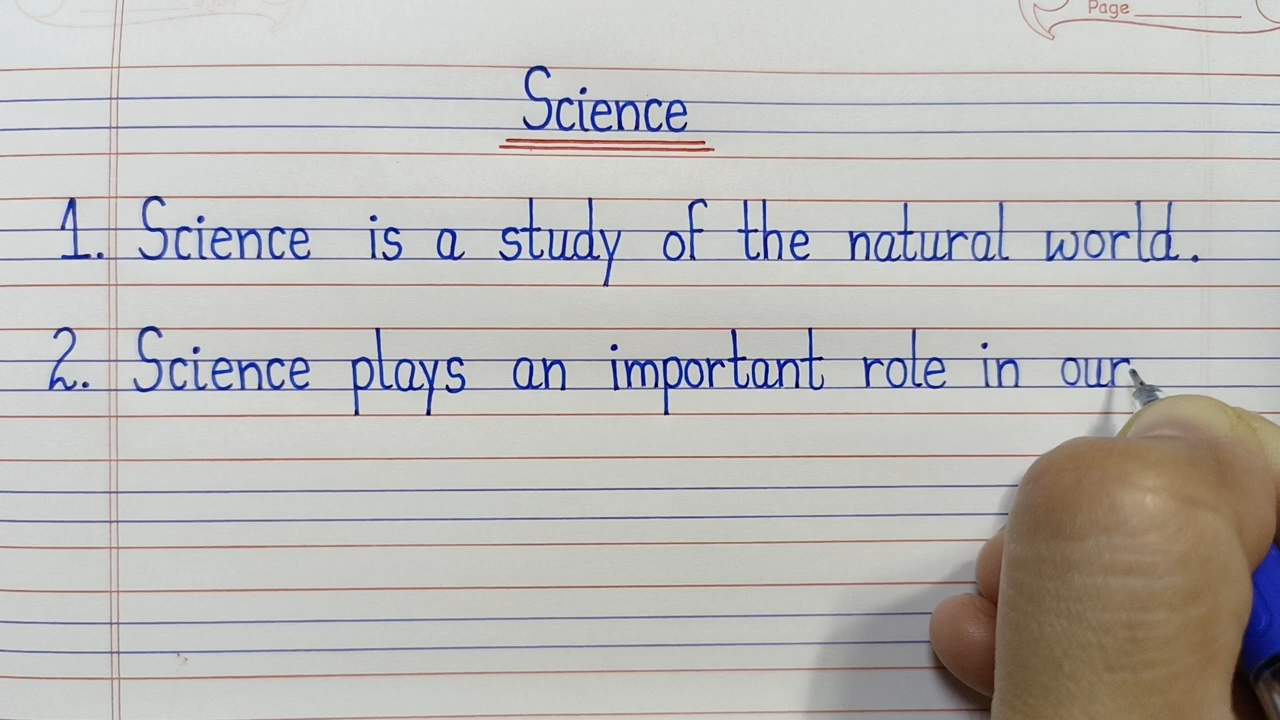 Page
Science
1. Science is a study of the natural world.
2. Science plays an important role in our